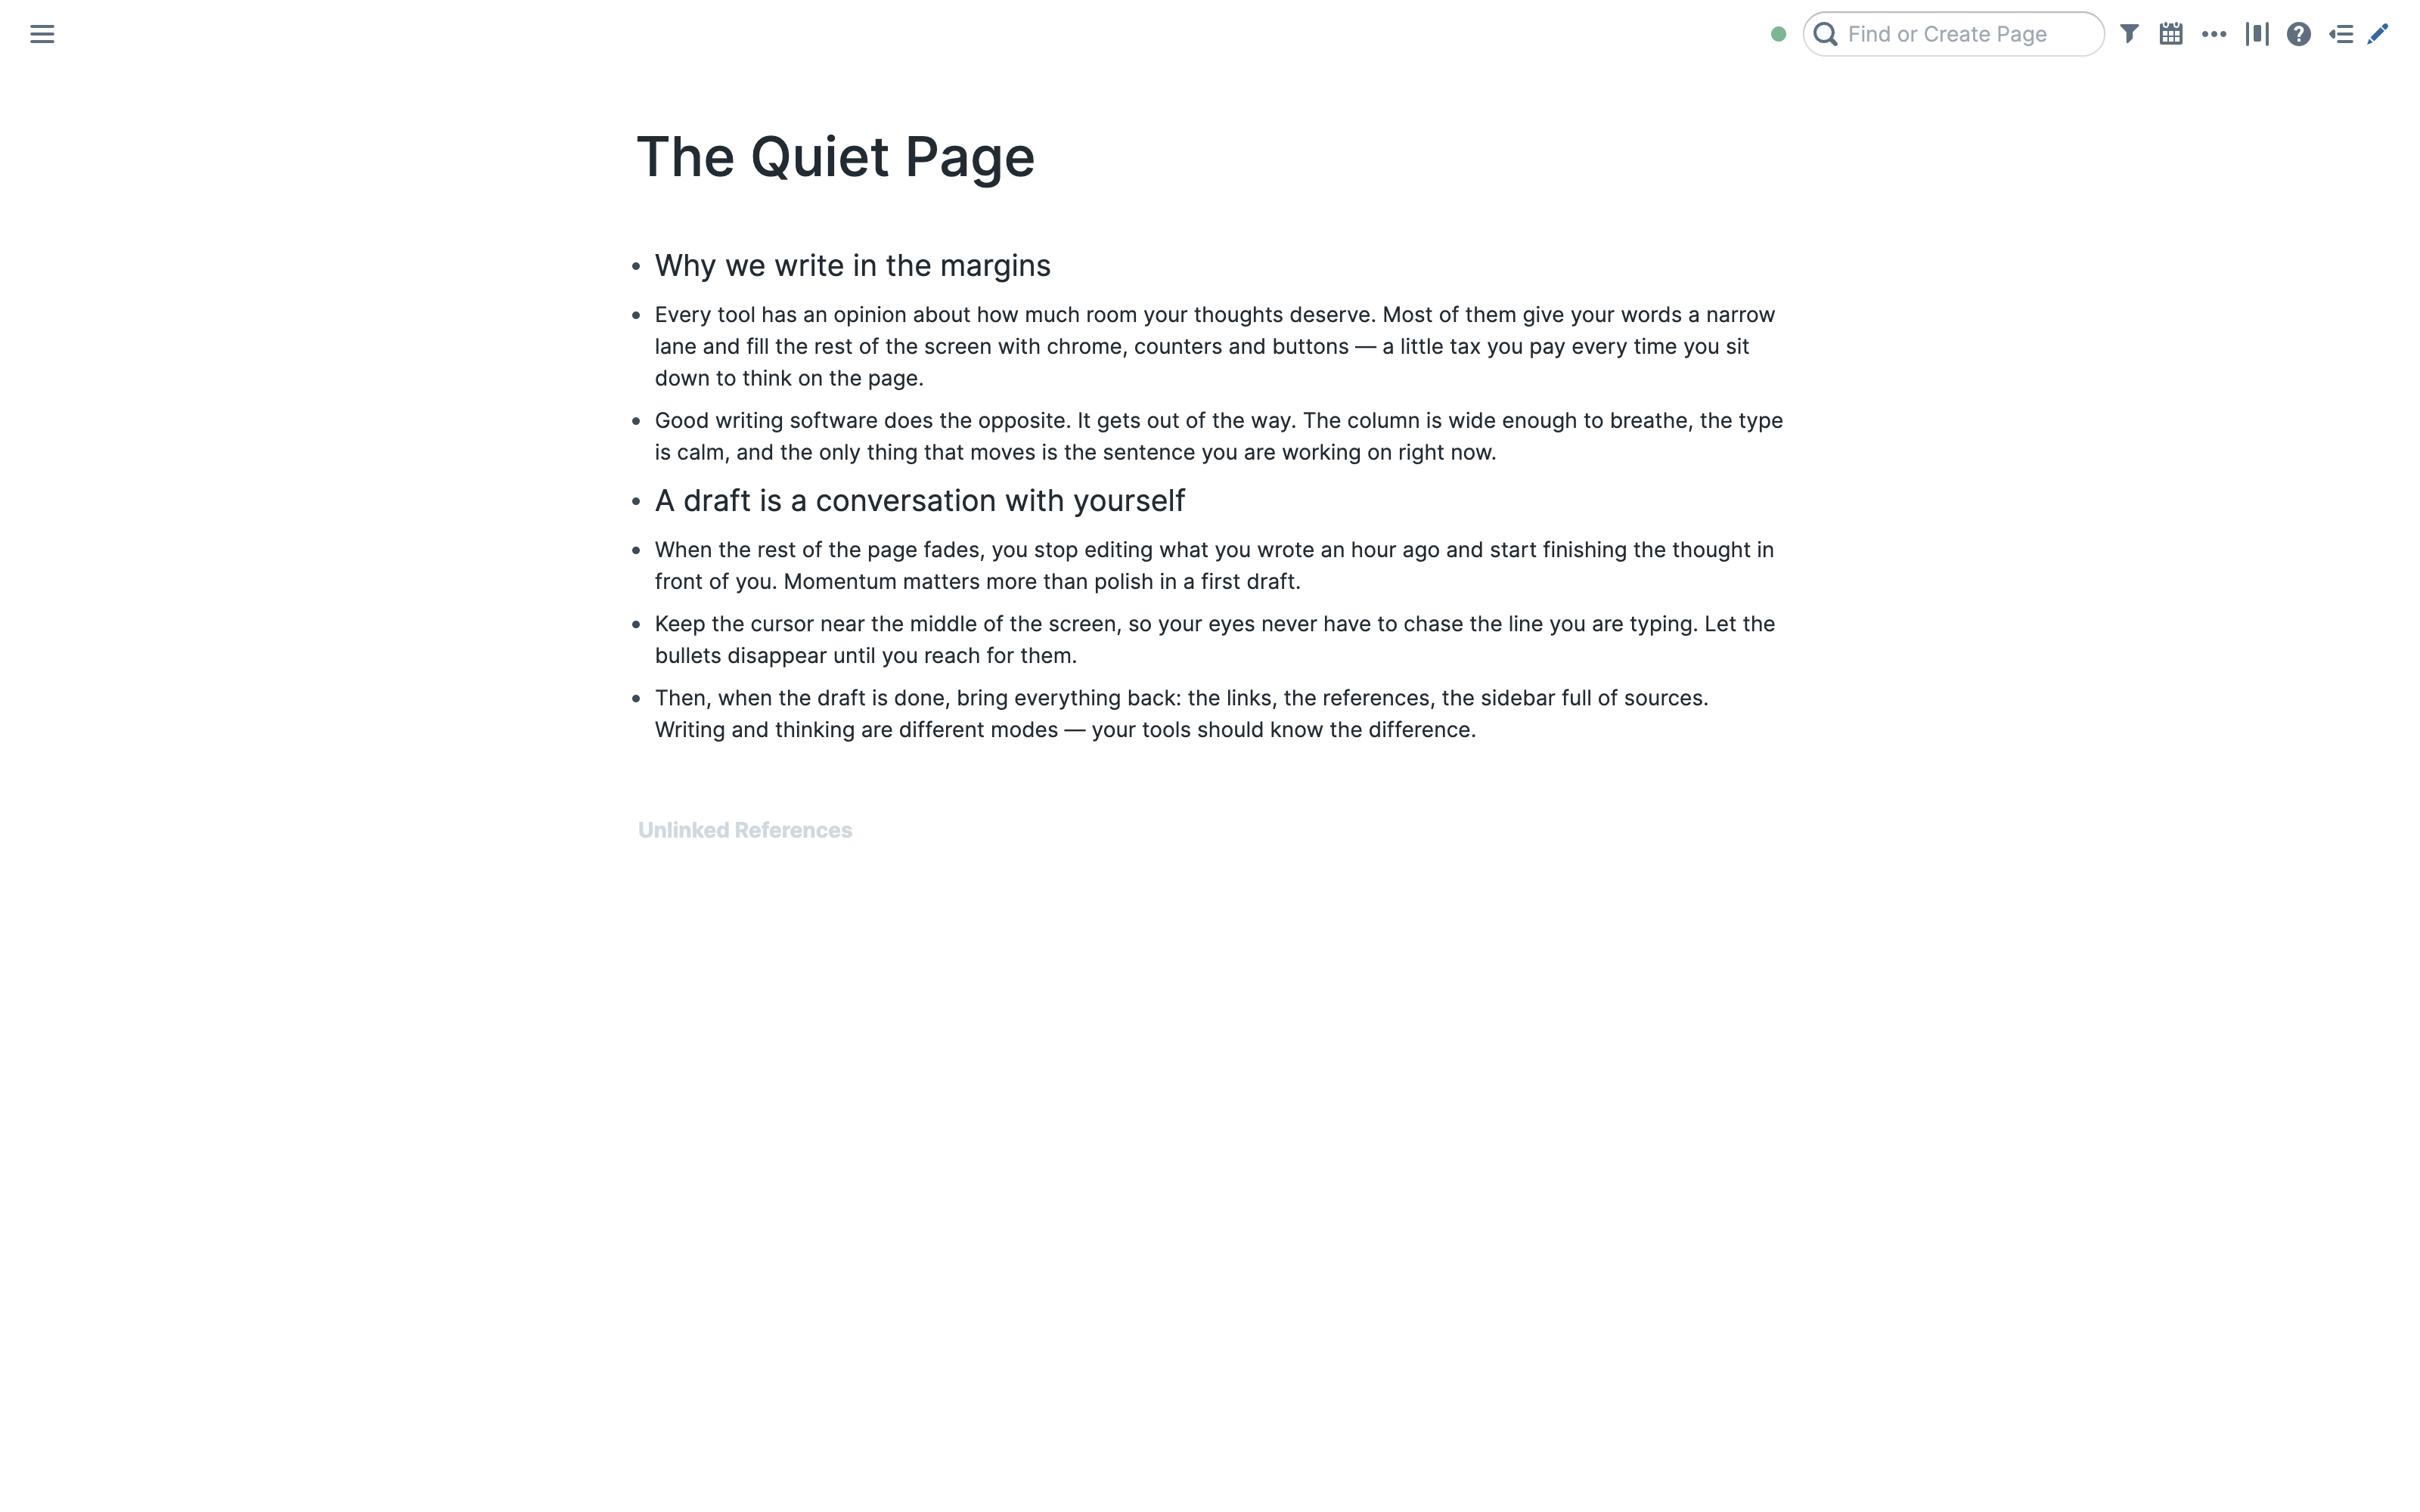 Find or Create Page
The Quiet Page
Why we write in the margins
Every tool has an opinion about how much room your thoughts deserve. Most of them give your words a narrow
lane and fill the rest of the screen with chrome, counters and buttons — a little tax you pay every time you sit
down to think on the page.
Good writing software does the opposite. It gets out of the way. The column is wide enough to breathe, the type
is calm, and the only thing that moves is the sentence you are working on right now.
A draft is a conversation with yourself
When the rest of the page fades, you stop editing what you wrote an hour ago and start finishing the thought in
front of you. Momentum matters more than polish in a first draft.
Keep the cursor near the middle of the screen, so your eyes never have to chase the line you are typing. Let the
bullets disappear until you reach for them.
Then, when the draft is done, bring everything back: the links, the references, the sidebar full of sources.
Writing and thinking are different modes — your tools should know the difference.
Unlinked References